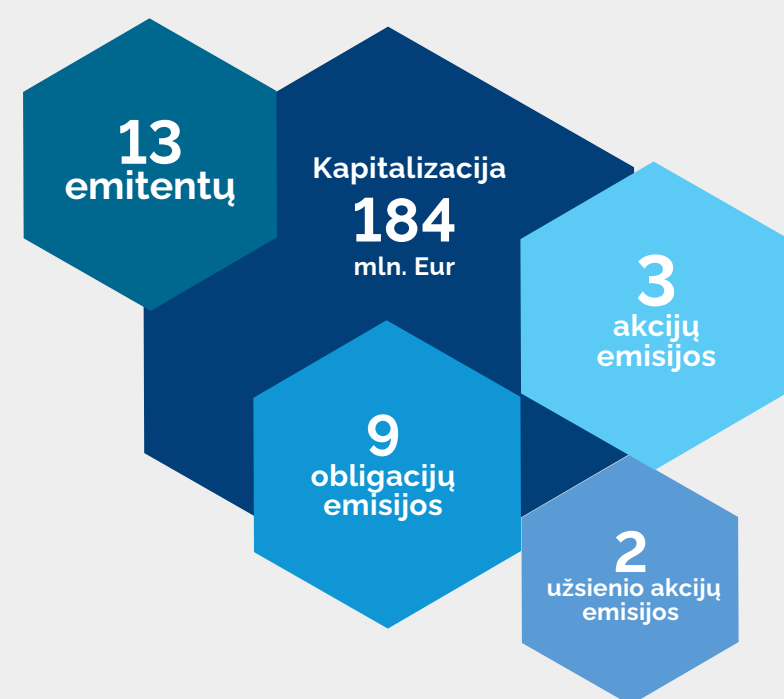 13
emitentų
Kapitalizacija
184
mln. Eur
3
akcijų
emisijos
9
obligacijų
emisijos
2
užsienio akcijų
emisijos